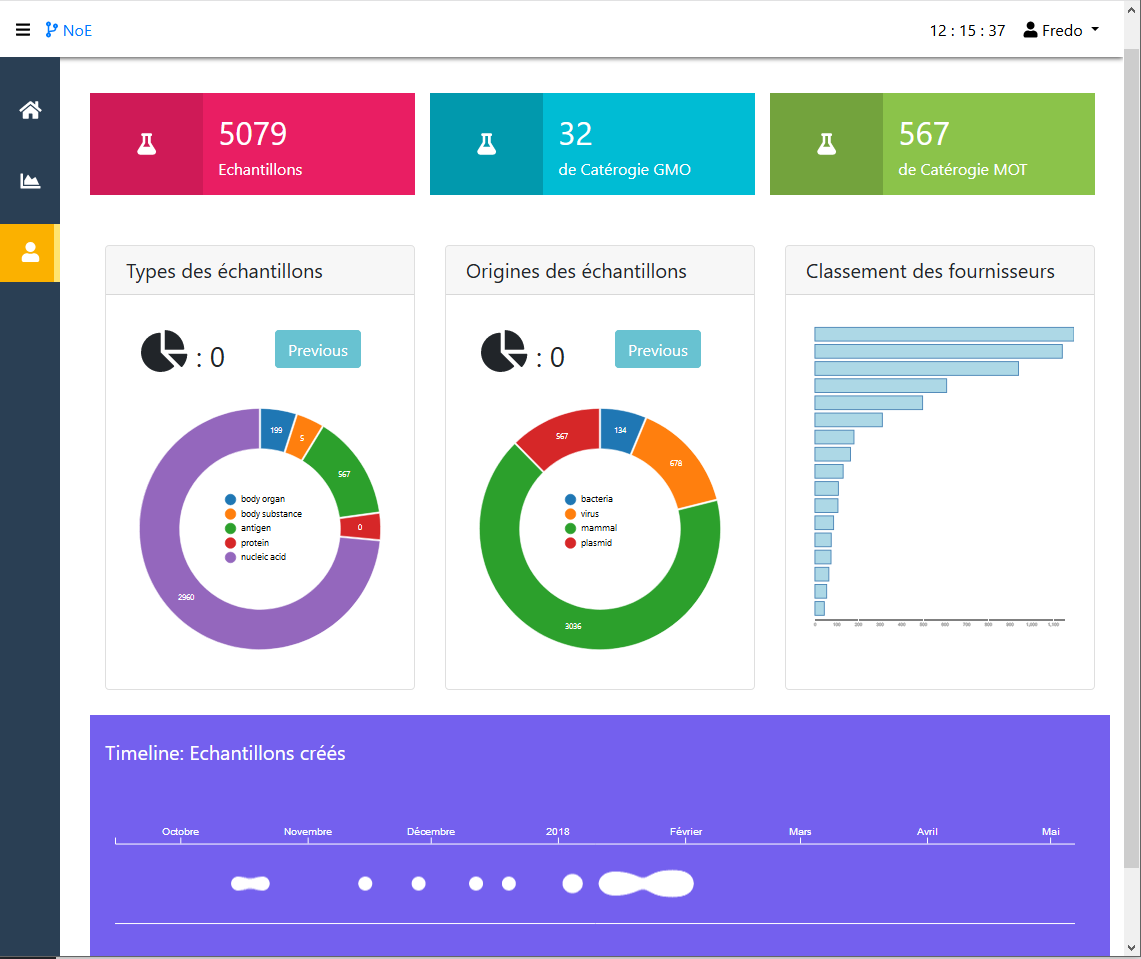 NoE
12 : 15 : 37
Fredo
5079
Echantillons
32
de Catérogie GMO
567
de Catérogie MOT
Types des échantillons
: 0
Previous
199
5
567
0
2960
body organ
body substance
antigen
protein
nucleic acid
Origines des échantillons
: 0
Previous
134
678
567
3036
bacteria
virus
mammal
plasmid
Classement des fournisseurs
0 100 200 300 400 500 600 700 800 900 1,000 1,100
Timeline: Echantillons créés
Octobre Novembre Décembre 2018 Février Mars Avril Mai